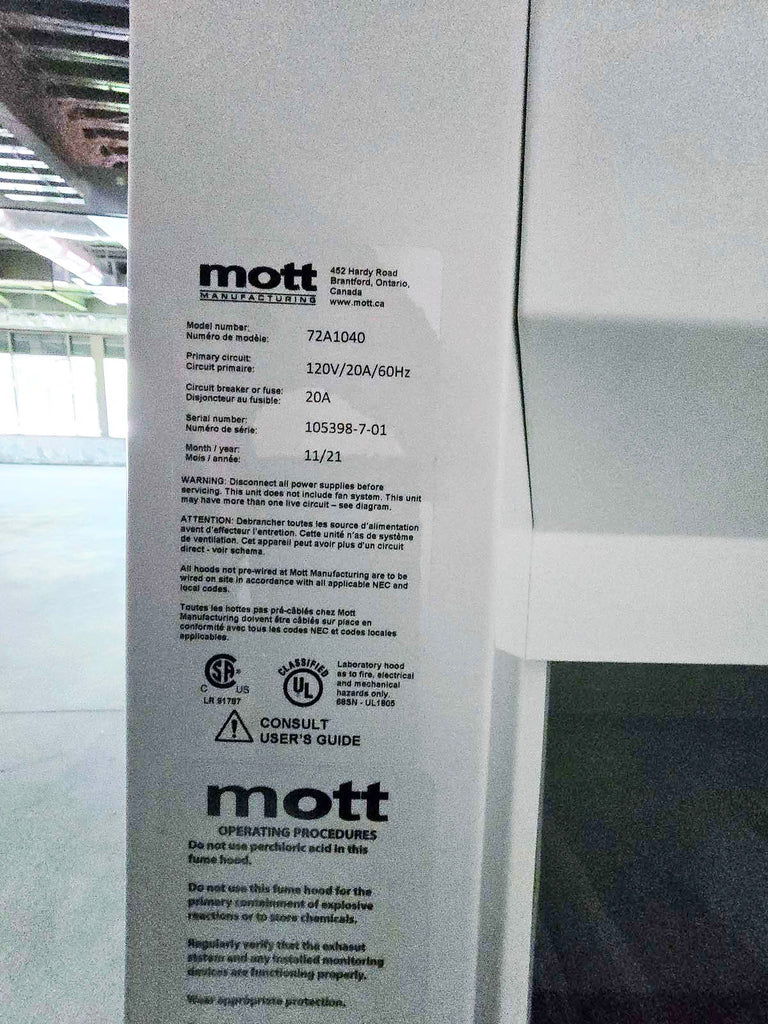 mott
MANUFACTURING
452 Hardy Road
Brantford, Ontario,
Canada
www.mott.ca
Model number:
Numéro de modèle:
72A1040
Primary circuit:
Circuit primaire:
120V/20A/60Hz
Circuit breaker or fuse:
Disjoncteur au fusible:
20A
Serial number:
Numéro de série:
105398-7-01
Month / year:
Mois / année:
11/21
WARNING: Disconnect all power supplies before
servicing. This unit does not include fan system. This unit
may have more than one live circuit – see diagram.
ATTENTION: Debrancher toutes les source d'alimentation
avent d'effecteur l'entretion. Cette unité n'as de système
de ventilation. Cet appareil peut avoir plus d'un circuit
direct - voir schema.
All hoods not pre-wired at Mott Manufacturing are to be
wired on site in accordance with all applicable NEC and
local codes.
Toutes les hottes pas pré-câblés chez Mott
Manufacturing doivent être câblés sur place en
conformité avec tous les codes NEC et codes locales
applicables.
SA
C US
LR 91787
CLASSIFIED
UL
Laboratory hood
as to fire, electrical
and mechanical
hazards only.
68SN - UL1805
CONSULT
USER'S GUIDE
mott
OPERATING PROCEDURES
Do not use perchloric acid in this
fume hood.
Do not use this fume hood for the
primary containment of explosive
reactions or to store chemicals.
Regularly verify that the exhaust
system and any installed monitoring
devices are functioning properly.
Wear appropriate protection.